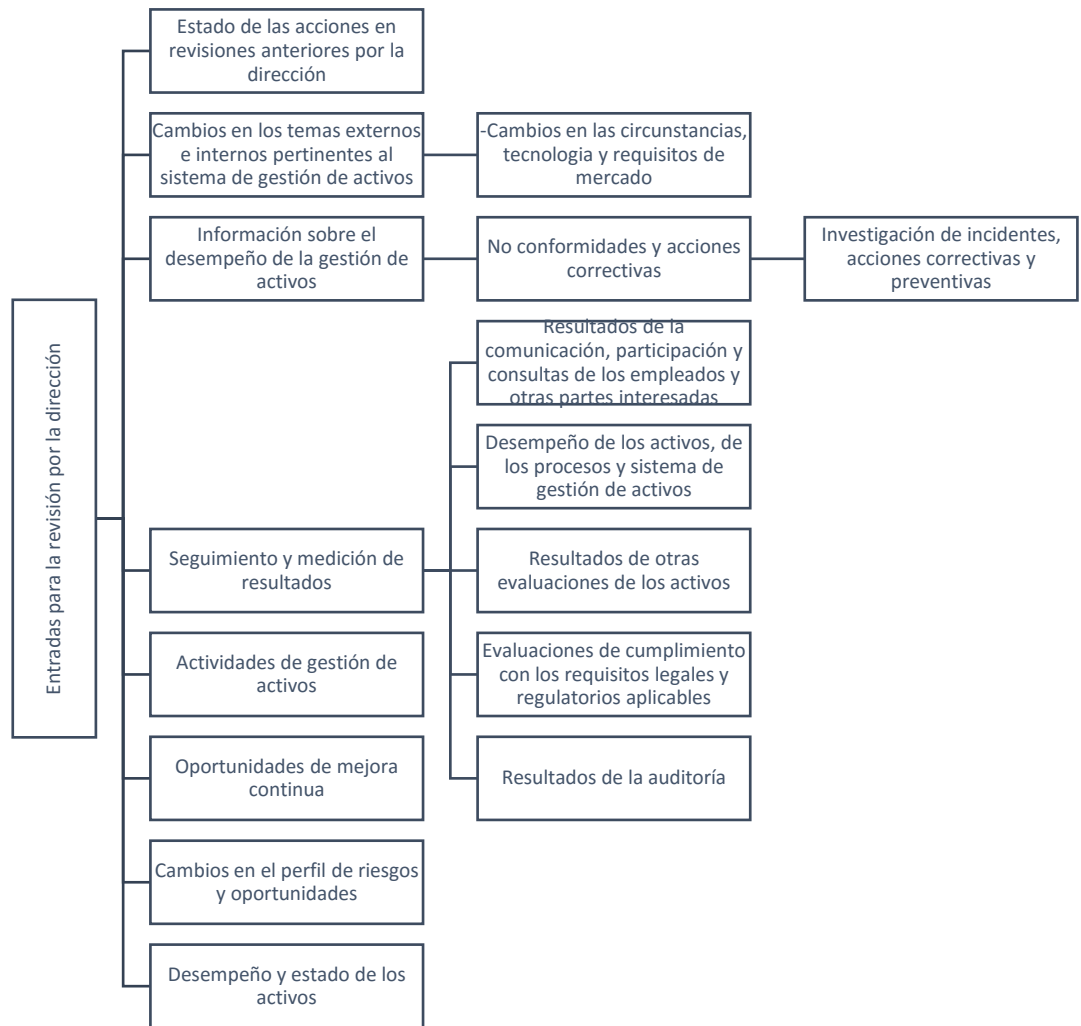 Estado de las acciones en
revisiones anteriores por la
dirección
Cambios en los temas externos
e internos pertinentes al
sistema de gestión de activos
-Cambios en las circunstancias,
tecnologia y requisitos de
mercado
Información sobre el
desempeño de la gestión de
activos
No conformidades y acciones
correctivas
Investigación de incidentes,
acciones correctivas y
preventivas
Entradas para la revisión por la dirección
Seguimiento y medición de
resultados
Resultados de la
comunicación, participación y
consultas de los empleados y
otras partes interesadas
Desempeño de los activos, de
los procesos y sistema de
gestión de activos
Resultados de otras
evaluaciones de los activos
Evaluaciones de cumplimiento
con los requisitos legales y
regulatorios aplicables
Resultados de la auditoría
Actividades de gestión de
activos
Oportunidades de mejora
continua
Cambios en el perfil de riesgos
y oportunidades
Desempeño y estado de los
activos